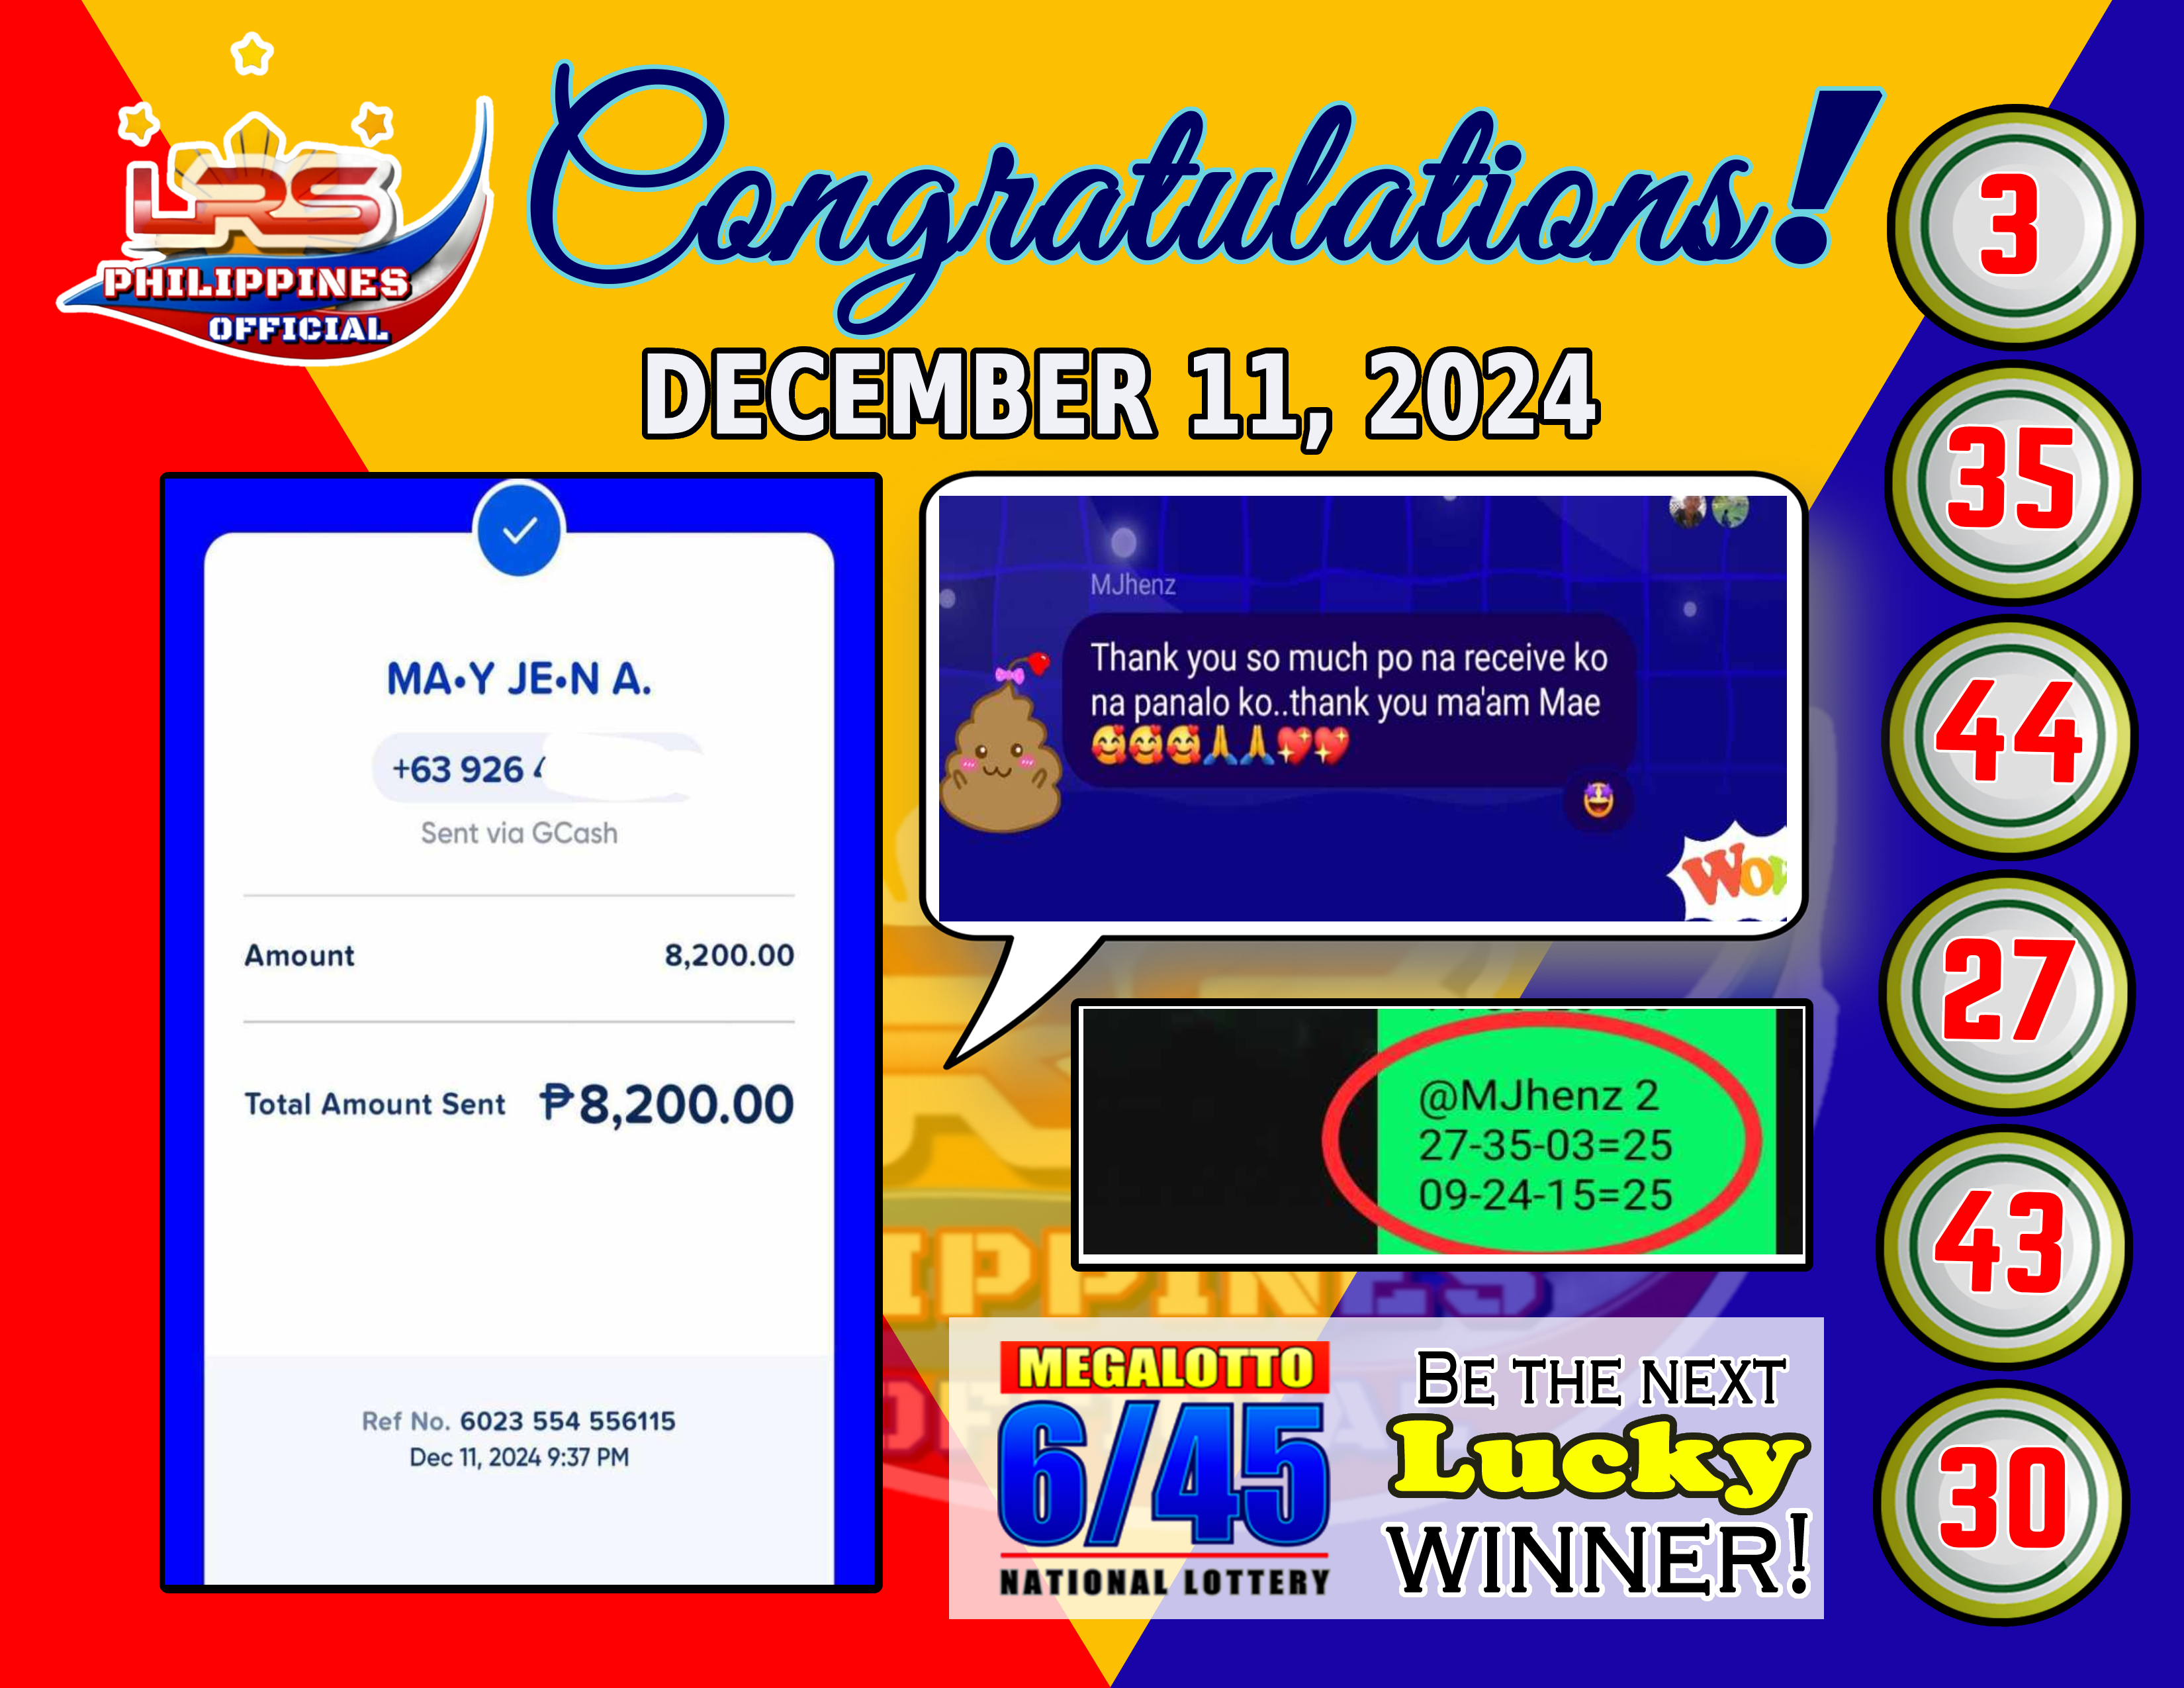 LRS
PHILIPPINES
OFFICIAL
Congratulations!
DECEMBER 11, 2024
MA•Y JE•N A.
+63 926
Sent via GCash
Amount 8,200.00
Total Amount Sent ₱8,200.00
Ref No. 6023 554 556115
Dec 11, 2024 9:37 PM
MJhenz
Thank you so much po na receive ko
na panalo ko..thank you ma'am Mae
🥰🥰🥰🙏🙏💖💖
🤩
WOW
@MJhenz 2
27-35-03=25
09-24-15=25
MEGALOTTO
6/45
NATIONAL LOTTERY
BE THE NEXT
Lucky
WINNER!
3
35
44
27
43
30